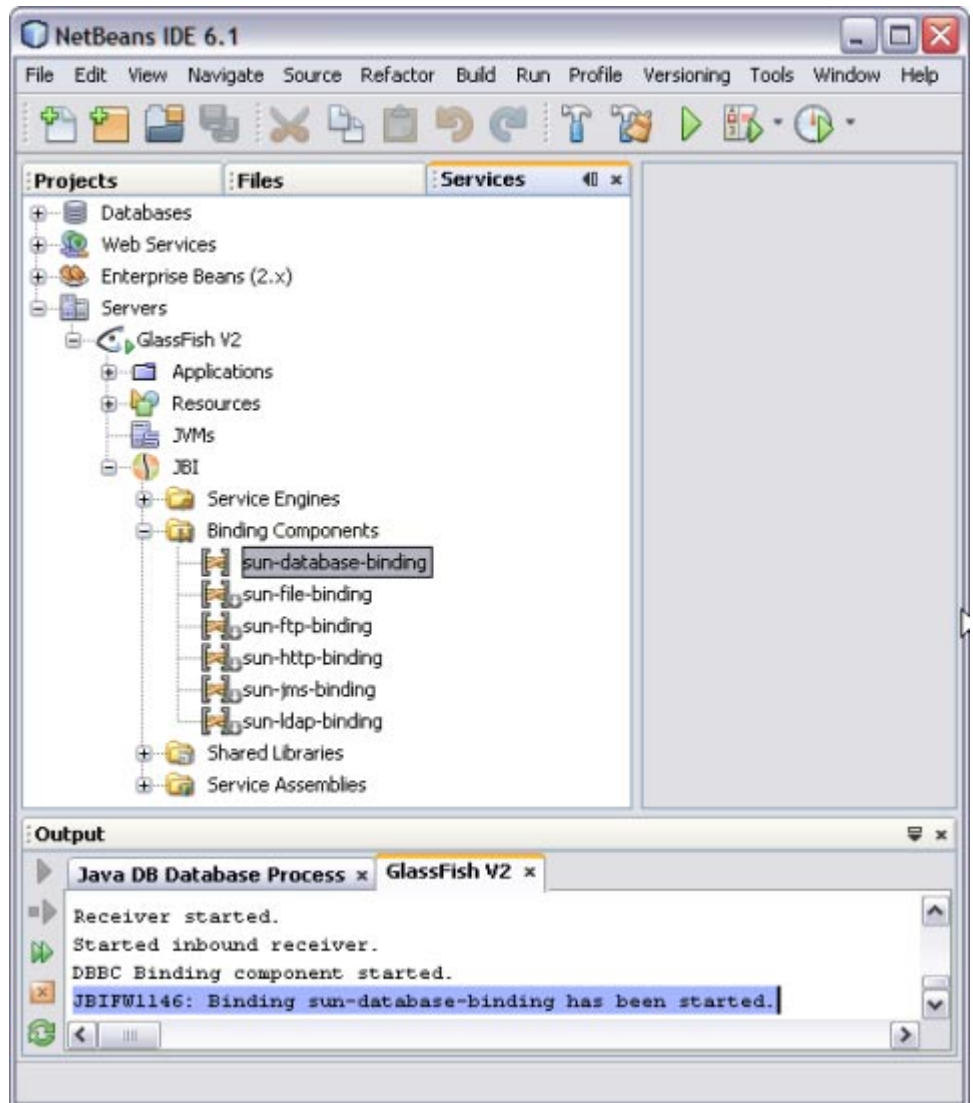 NetBeans IDE 6.1
File Edit View Navigate Source Refactor Build Run Profile Versioning Tools Window Help
Projects Files Services
Databases
Web Services
Enterprise Beans (2.x)
Servers
GlassFish V2
Applications
Resources
JVMs
JBI
Service Engines
Binding Components
sun-database-binding
sun-file-binding
sun-ftp-binding
sun-http-binding
sun-jms-binding
sun-ldap-binding
Shared Libraries
Service Assemblies
Output
Java DB Database Process GlassFish V2
Receiver started.
Started inbound receiver.
DBBC Binding component started.
JBIFW1146: Binding sun-database-binding has been started.